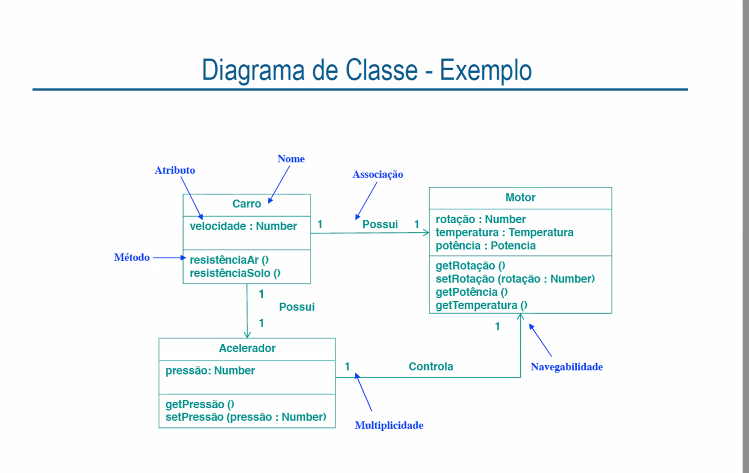 Diagrama de Classe - Exemplo
Nome
Atributo
Associação
Carro
velocidade : Number
Método
resistênciaAr ()
resistênciaSolo ()
1 Possui 1
Motor
rotação : Number
temperatura : Temperatura
potência : Potencia
getRotação ()
setRotação (rotação : Number)
getPotência ()
getTemperatura ()
1
Possui
1
Acelerador
pressão: Number
getPressão ()
setPressão (pressão : Number)
1
Controla
1
Navegabilidade
Multiplicidade